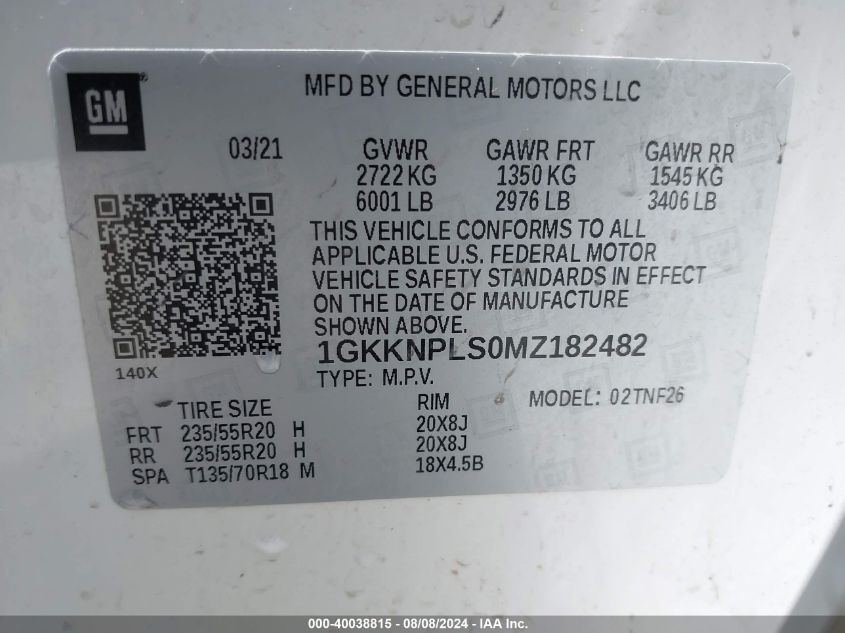 GM
MFD BY GENERAL MOTORS LLC
03/21 GVWR GAWR FRT GAWR RR
2722 KG 1350 KG 1545 KG
6001 LB 2976 LB 3406 LB
THIS VEHICLE CONFORMS TO ALL
APPLICABLE U.S. FEDERAL MOTOR
VEHICLE SAFETY STANDARDS IN EFFECT
ON THE DATE OF MANUFACTURE
SHOWN ABOVE.
1GKKNPLS0MZ182482
140X TYPE: M.P.V. MODEL: 02TNF26
TIRE SIZE RIM
FRT 235/55R20 H 20X8J
RR 235/55R20 H 20X8J
SPA T135/70R18 M 18X4.5B
000-40038815 - 08/08/2024 - IAA Inc.